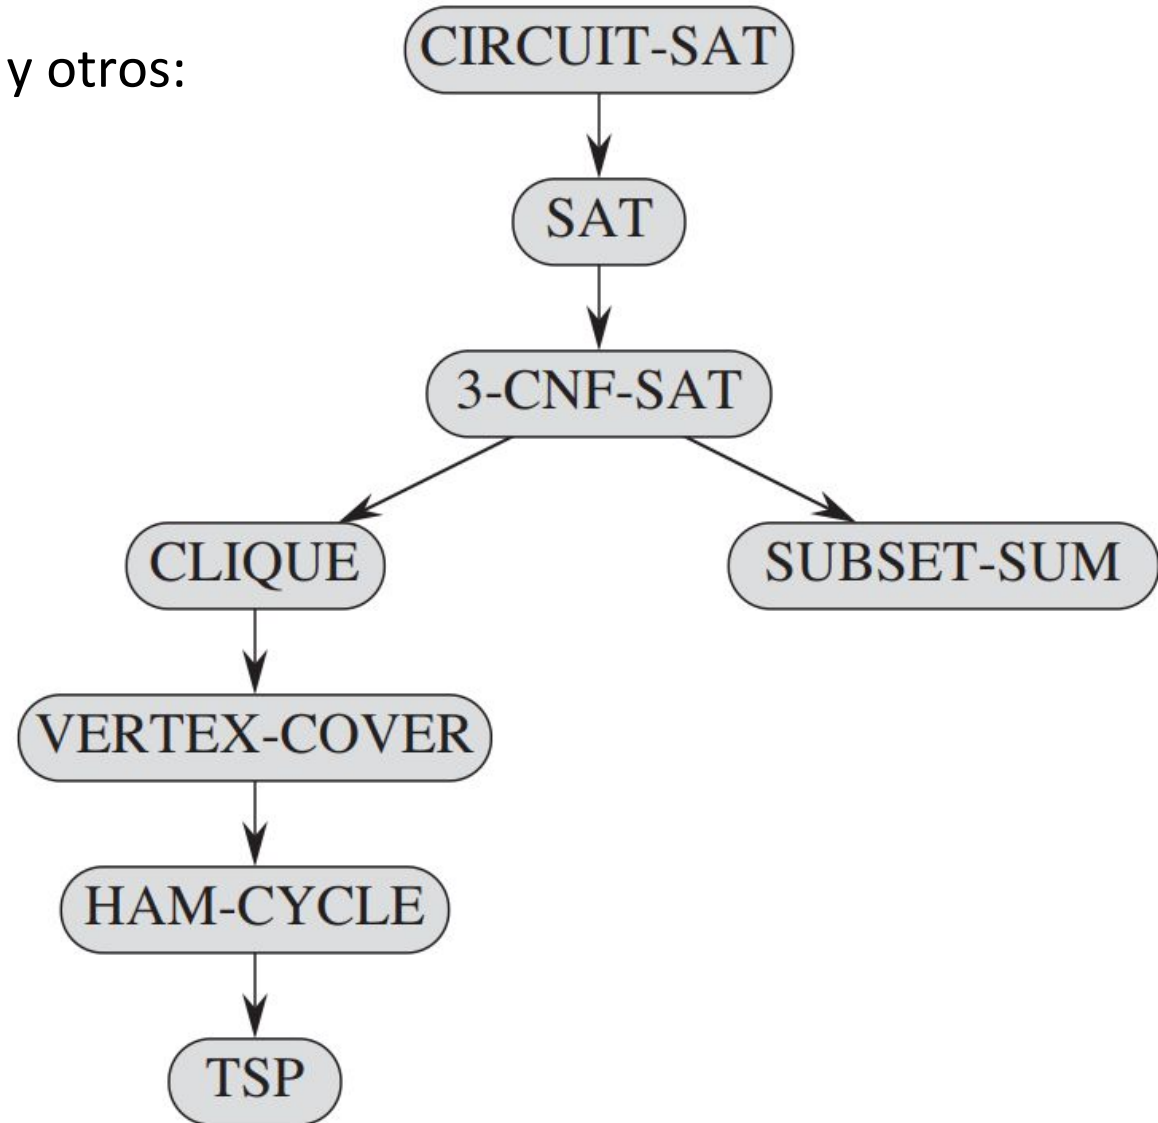 y otros:
CIRCUIT-SAT
SAT
3-CNF-SAT
CLIQUE
SUBSET-SUM
VERTEX-COVER
HAM-CYCLE
TSP